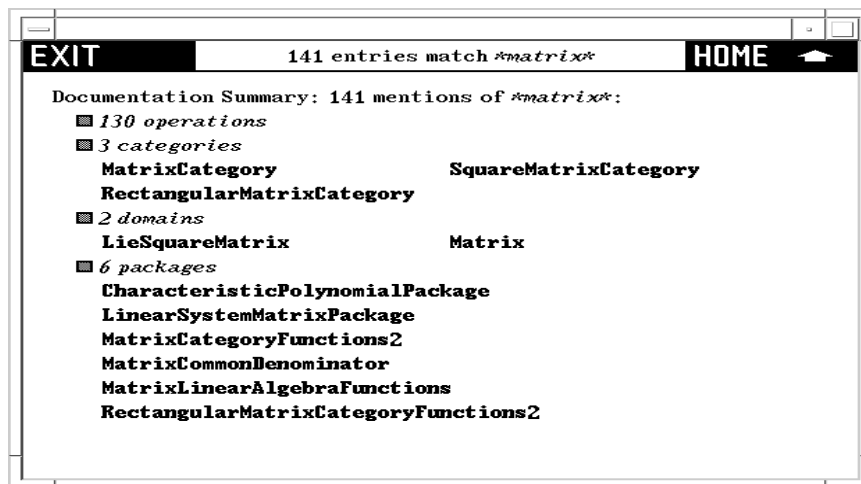 EXIT 141 entries match *matrix* HOME
Documentation Summary: 141 mentions of *matrix*:
130 operations
3 categories
MatrixCategory SquareMatrixCategory
RectangularMatrixCategory
2 domains
LieSquareMatrix Matrix
6 packages
CharacteristicPolynomialPackage
LinearSystemMatrixPackage
MatrixCategoryFunctions2
MatrixCommonDenominator
MatrixLinearAlgebraFunctions
RectangularMatrixCategoryFunctions2